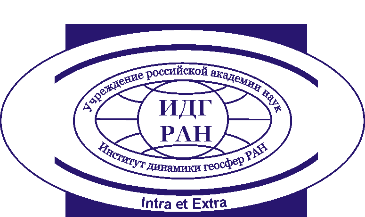 Учреждение российской академии наук
ИДГ
РАН
Институт динамики геосфер РАН
Intra et Extra